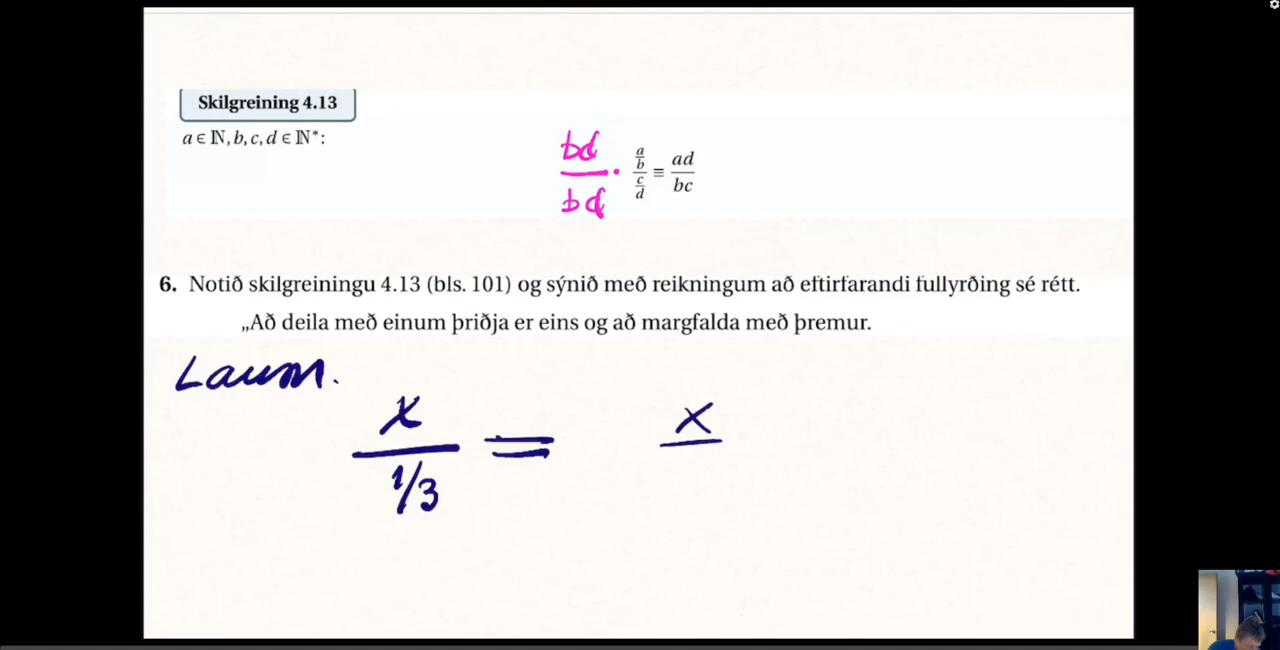 Skilgreining 4.13
a ∈ ℕ, b, c, d ∈ ℕ*:
bd/bd · (a/b)/(c/d) ≡ ad/bc
6. Notið skilgreiningu 4.13 (bls. 101) og sýnið með reikningum að eftirfarandi fullyrðing sé rétt.
„Að deila með einum þriðja er eins og að margfalda með þremur.
Lausn.
x/(1/3) = x/